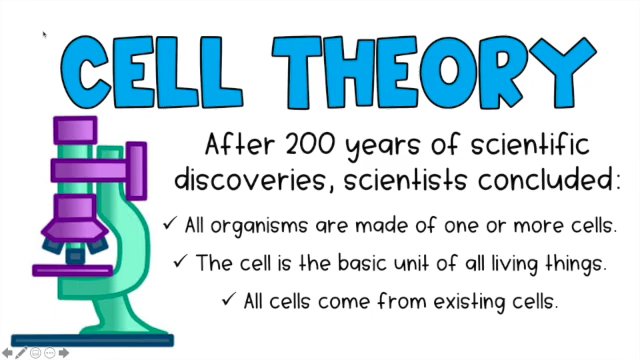 CELL THEORY
After 200 years of scientific
discoveries, scientists concluded:
✓ All organisms are made of one or more cells.
✓ The cell is the basic unit of all living things.
✓ All cells come from existing cells.